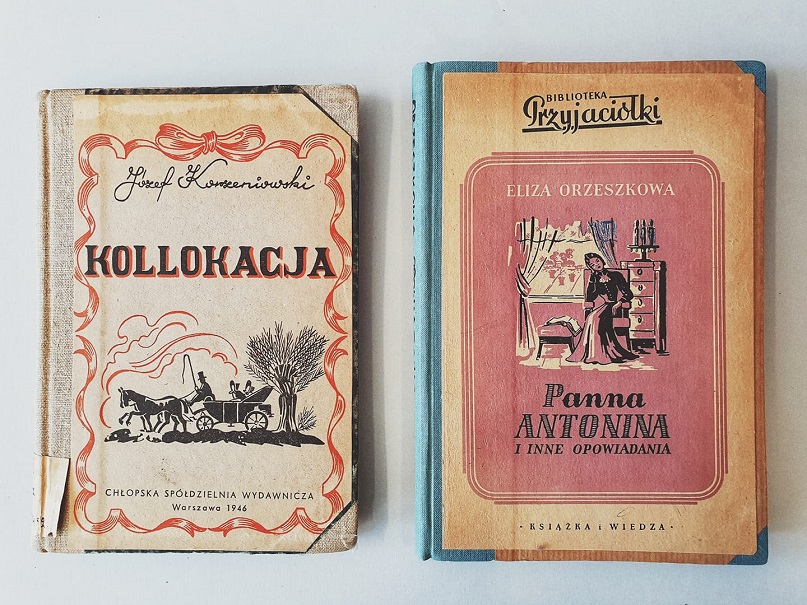 Józef Korzeniowski
KOLLOKACJA
CHŁOPSKA SPÓŁDZIELNIA WYDAWNICZA
Warszawa 1946
BIBLIOTEKA
Przyjaciółki
ELIZA ORZESZKOWA
Panna
ANTONINA
I INNE OPOWIADANIA
• KSIĄŻKA i WIEDZA •